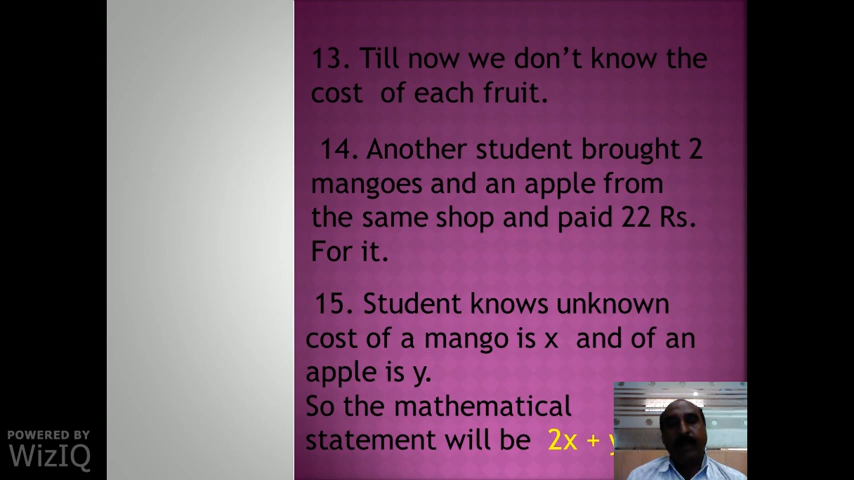 13. Till now we don't know the
cost of each fruit.
14. Another student brought 2
mangoes and an apple from
the same shop and paid 22 Rs.
For it.
15. Student knows unknown
cost of a mango is x and of an
apple is y.
So the mathematical
statement will be 2x + y
POWERED BY
WizIQ